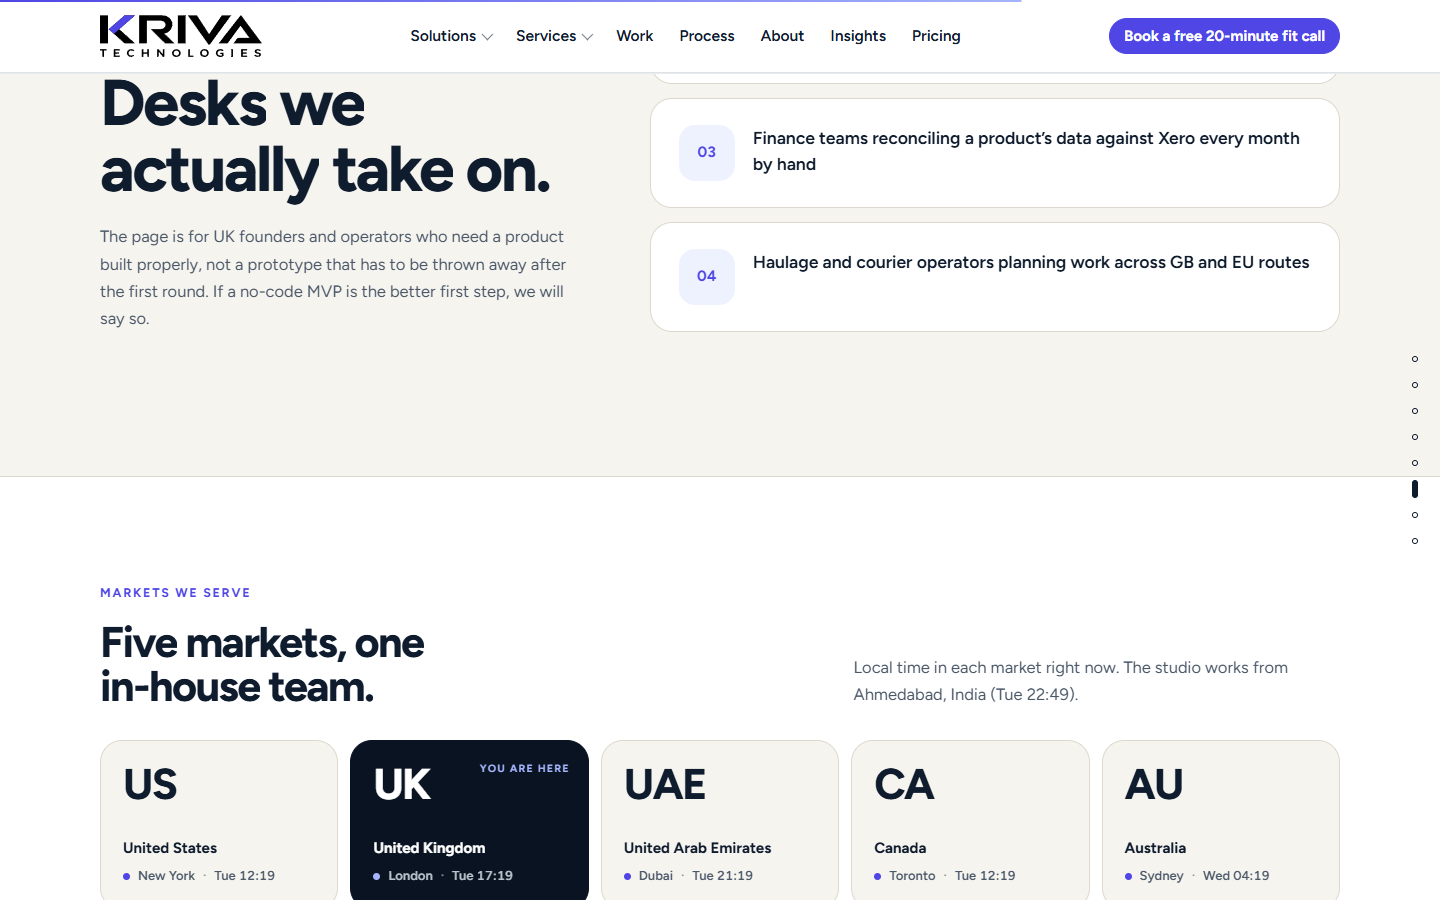 KRIVA
TECHNOLOGIES
Solutions
Services
Work
Process
About
Insights
Pricing
Book a free 20-minute fit call
Desks we
actually take on.
The page is for UK founders and operators who need a product
built properly, not a prototype that has to be thrown away after
the first round. If a no-code MVP is the better first step, we will
say so.
03
Finance teams reconciling a product’s data against Xero every month
by hand
04
Haulage and courier operators planning work across GB and EU routes
MARKETS WE SERVE
Five markets, one
in-house team.
Local time in each market right now. The studio works from
Ahmedabad, India (Tue 22:49).
US
United States
New York · Tue 12:19
UK
YOU ARE HERE
United Kingdom
London · Tue 17:19
UAE
United Arab Emirates
Dubai · Tue 21:19
CA
Canada
Toronto · Tue 12:19
AU
Australia
Sydney · Wed 04:19